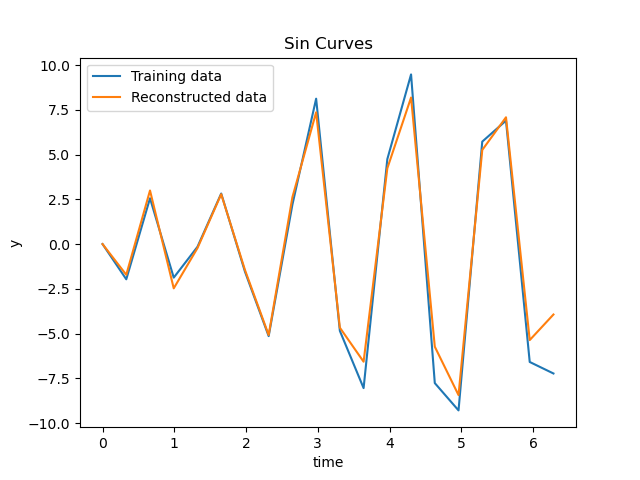 Sin Curves
Training data
Reconstructed data
10.0
7.5
5.0
2.5
0.0
−2.5
−5.0
−7.5
−10.0
y
0 1 2 3 4 5 6
time